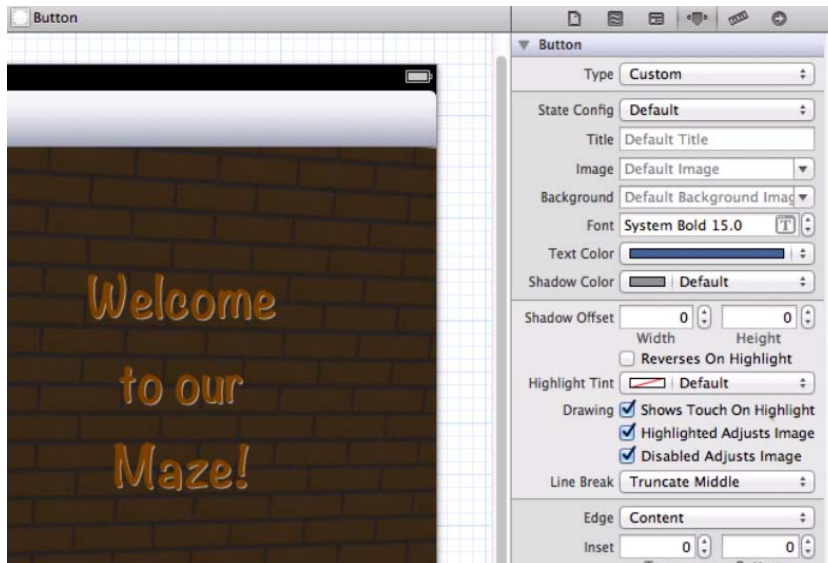 Button
Button
Type Custom
State Config Default
Title Default Title
Image Default Image
Background Default Background Imag
Font System Bold 15.0 T
Text Color
Shadow Color Default
Shadow Offset 0 0
Width Height
Reverses On Highlight
Highlight Tint Default
Drawing Shows Touch On Highlight
Highlighted Adjusts Image
Disabled Adjusts Image
Line Break Truncate Middle
Edge Content
Inset 0 0
Welcome
to our
Maze!